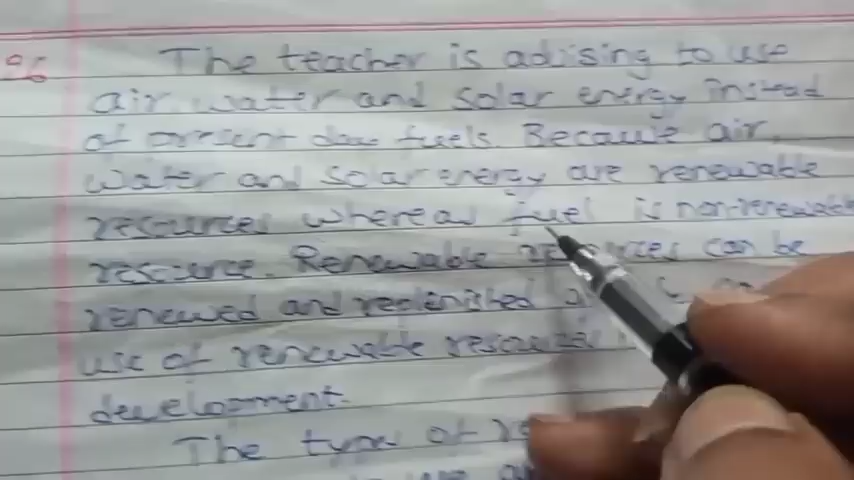 96 The teacher is advising to use
air, water and solar energy instead
of present day fuels. Because air,
water and solar energy are renewable
resources whereas fuel is non-renewable
resource. Renewable resources can be
renewed and replenished
use of renewable resources
development.
The types of